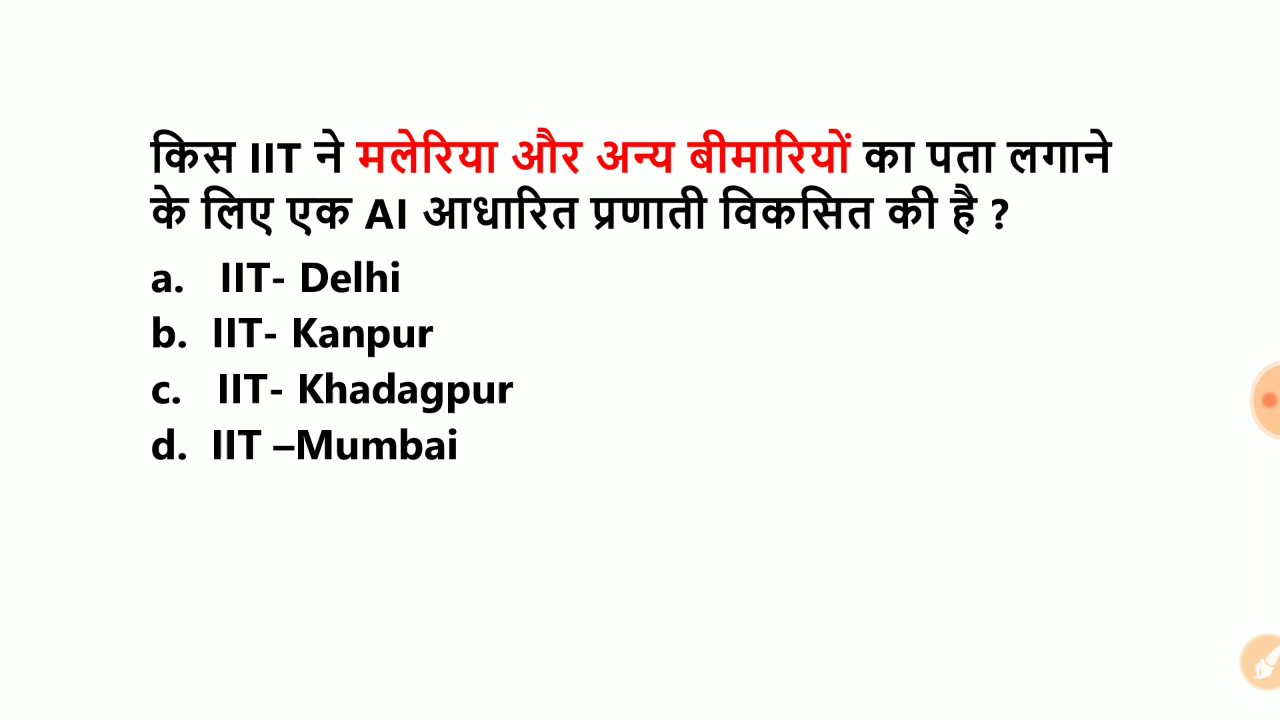 किस IIT ने मलेरिया और अन्य बीमारियों का पता लगाने
के लिए एक AI आधारित प्रणाती विकसित की है ?
a. IIT- Delhi
b. IIT- Kanpur
c. IIT- Khadagpur
d. IIT –Mumbai